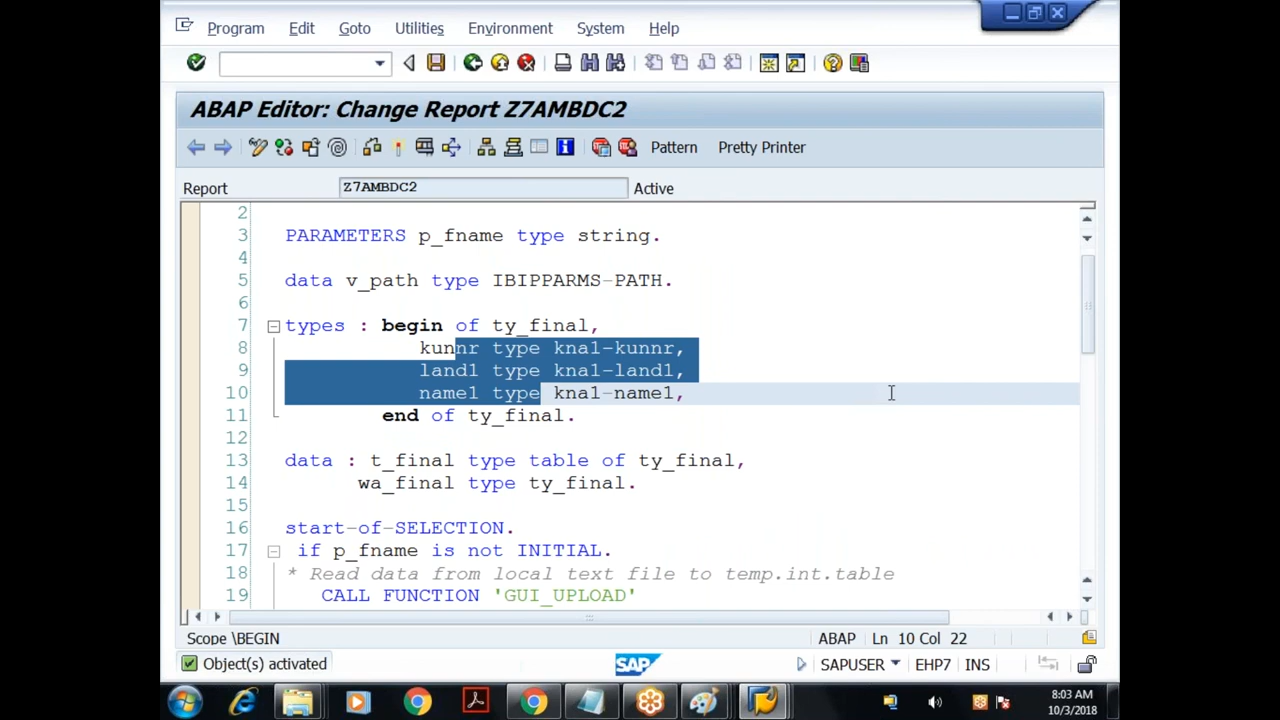 Program Edit Goto Utilities Environment System Help
ABAP Editor: Change Report Z7AMBDC2
Pattern Pretty Printer
Report Z7AMBDC2 Active
2
3 PARAMETERS p_fname type string.
4
5 data v_path type IBIPPARMS-PATH.
6
7 types : begin of ty_final,
8 kunnr type kna1-kunnr,
9 land1 type kna1-land1,
10 name1 type kna1-name1,
11 end of ty_final.
12
13 data : t_final type table of ty_final,
14 wa_final type ty_final.
15
16 start-of-SELECTION.
17 if p_fname is not INITIAL.
18 * Read data from local text file to temp.int.table
19 CALL FUNCTION 'GUI_UPLOAD'
Scope \BEGIN ABAP Ln 10 Col 22
Object(s) activated SAP SAPUSER EHP7 INS
8:03 AM
10/3/2018